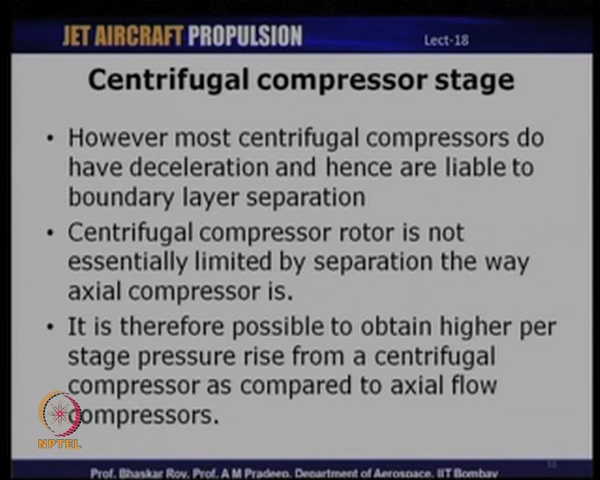 JET AIRCRAFT PROPULSION
Lect-18
Centrifugal compressor stage
• However most centrifugal compressors do
have deceleration and hence are liable to
boundary layer separation
• Centrifugal compressor rotor is not
essentially limited by separation the way
axial compressor is.
• It is therefore possible to obtain higher per
stage pressure rise from a centrifugal
compressor as compared to axial flow
compressors.
NPTEL
Prof. Bhaskar Roy, Prof. A M Pradeep, Department of Aerospace, IIT Bombay